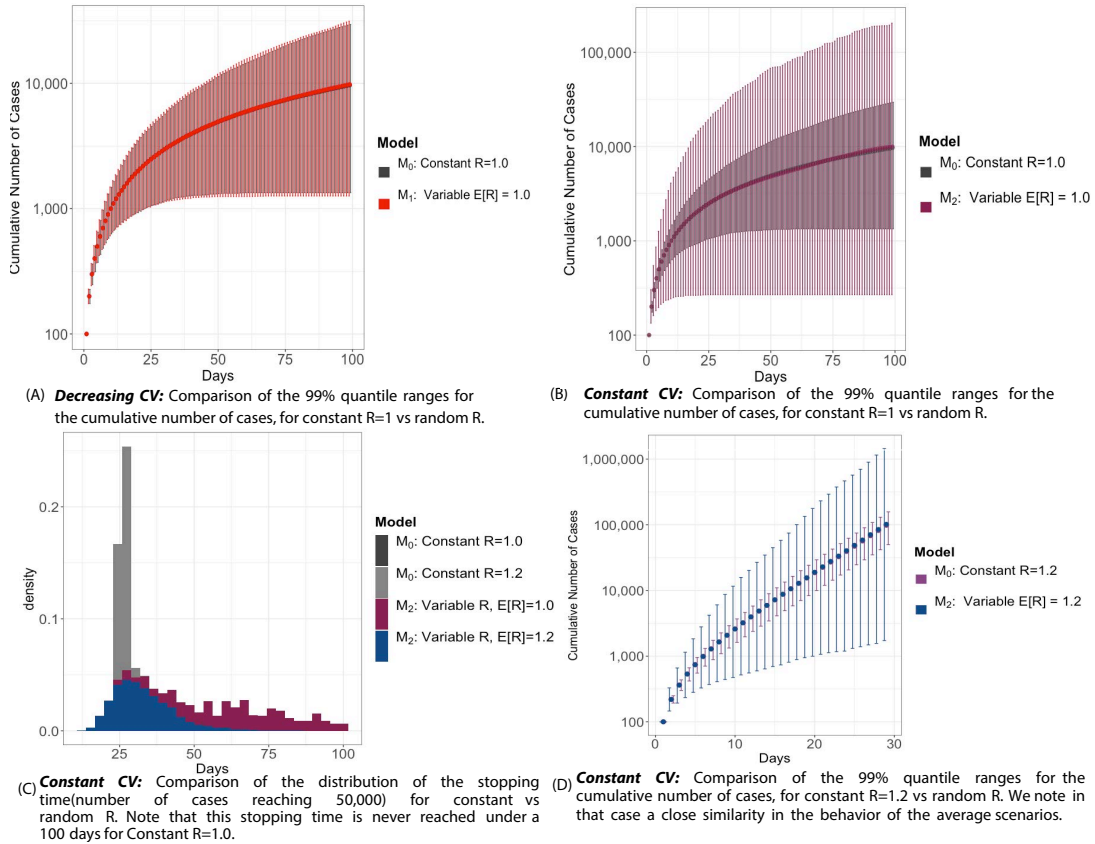 Cumulative Number of Cases
10,000
1,000
100
0 25 50 75 100
Days
Model
M₀: Constant R=1.0
M₁: Variable E[R] = 1.0
(A) Decreasing CV: Comparison of the 99% quantile ranges for
the cumulative number of cases, for constant R=1 vs random R.
Cumulative Number of Cases
100,000
10,000
1,000
100
0 25 50 75 100
Days
Model
M₀: Constant R=1.0
M₂: Variable E[R] = 1.0
(B) Constant CV: Comparison of the 99% quantile ranges for the
cumulative number of cases, for constant R=1 vs random R.
density
0.2
0.1
0.0
25 50 75 100
Days
Model
M₀: Constant R=1.0
M₀: Constant R=1.2
M₂: Variable R, E[R]=1.0
M₂: Variable R, E[R]=1.2
(C) Constant CV: Comparison of the distribution of the stopping
time(number of cases reaching 50,000) for constant vs
random R. Note that this stopping time is never reached under a
100 days for Constant R=1.0.
Cumulative Number of Cases
1,000,000
100,000
10,000
1,000
100
0 10 20 30
Days
Model
M₀: Constant R=1.2
M₂: Variable E[R] = 1.2
(D) Constant CV: Comparison of the 99% quantile ranges for the
cumulative number of cases, for constant R=1.2 vs random R. We note in
that case a close similarity in the behavior of the average scenarios.